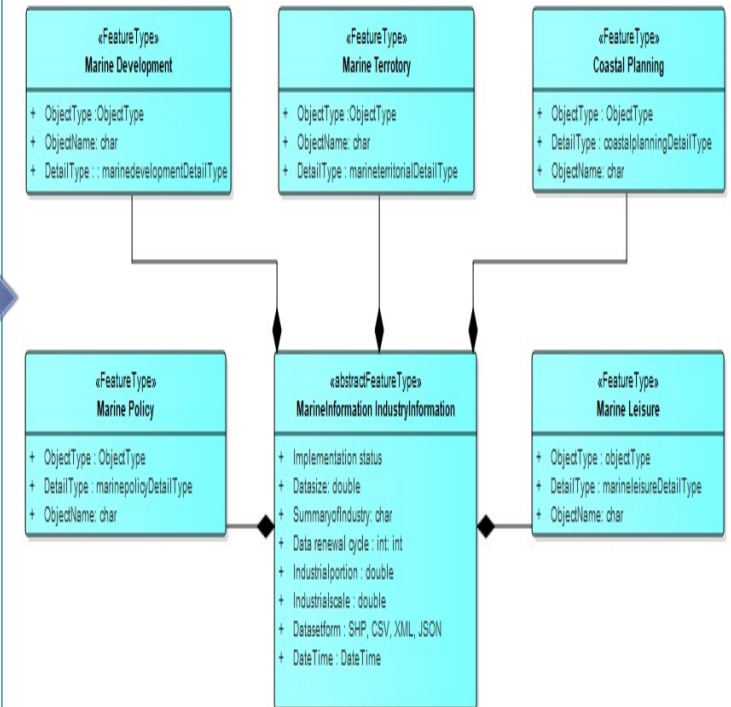 «FeatureType»
Marine Development
+ ObjectType :ObjectType
+ ObjectName: char
+ DetailType : : marinedevelopmentDetailType
«FeatureType»
Marine Terrotory
+ ObjectType :ObjectType
+ ObjectName: char
+ DetailType : marineterritorialDetailType
«FeatureType»
Coastal Planning
+ ObjectType : ObjectType
+ DetailType : coastalplanningDetailType
+ ObjectName: char
«FeatureType»
Marine Policy
+ ObjectType : ObjectType
+ DetailType : marinepolicyDetailType
+ ObjectName: char
«abstractFeatureType»
MarineInformation IndustryInformation
+ Implementation status
+ Datasize: double
+ SummaryofIndustry: char
+ Data renewal cycle : int: int
+ Industrialportion : double
+ Industrialscale : double
+ Datasetform : SHP, CSV, XML, JSON
+ DateTime : DateTime
«FeatureType»
Marine Leisure
+ ObjectType : objectType
+ DetailType : marineleisureDetailType
+ ObjectName: char